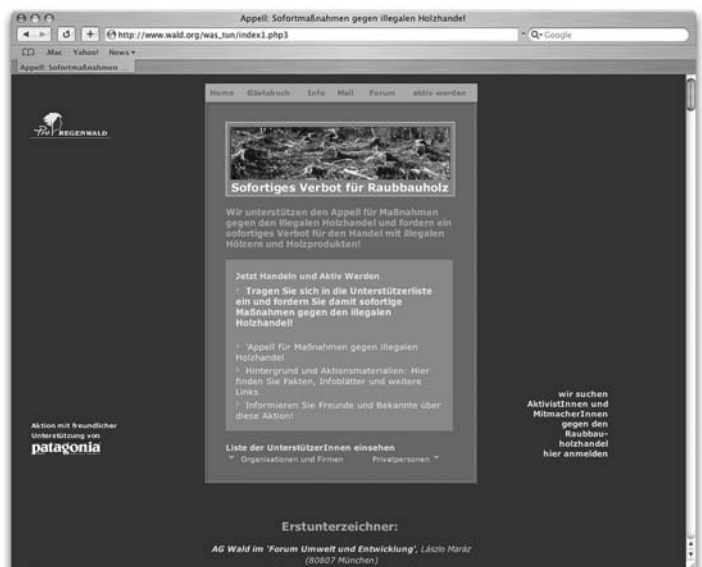 Appell: Sofortmaßnahmen gegen illegalen Holzhandel
http://www.wald.org/was_tun/index1.php3
Google
.Mac Yahoo! News
Appell: Sofortmaßnahmen ...
Home Gästebuch Info Mail Forum aktiv werden
Pro REGENWALD
Sofortiges Verbot für Raubbauholz
Wir unterstützen den Appell für Maßnahmen
gegen den illegalen Holzhandel und fordern ein
sofortiges Verbot für den Handel mit illegalen
Hölzern und Holzprodukten!
Jetzt Handeln und Aktiv Werden
Tragen Sie sich in die Unterstützerliste
ein und fordern Sie damit sofortige
Maßnahmen gegen den illegalen
Holzhandel!
'Appell für Maßnahmen gegen illegalen
Holzhandel
Hintergrund und Aktionsmaterialien: Hier
finden Sie Fakten, Infoblätter und weitere
Links
Informieren Sie Freunde und Bekannte über
diese Aktion!
Liste der UnterstützerInnen einsehen
Organisationen und Firmen Privatpersonen
Aktion mit freundlicher
Unterstützung von
patagonia
wir suchen
AktivistInnen und
MitmacherInnen
gegen den
Raubbau-
holzhandel
hier anmelden
Erstunterzeichner:
AG Wald im 'Forum Umwelt und Entwicklung', László Maráz
(80807 München)